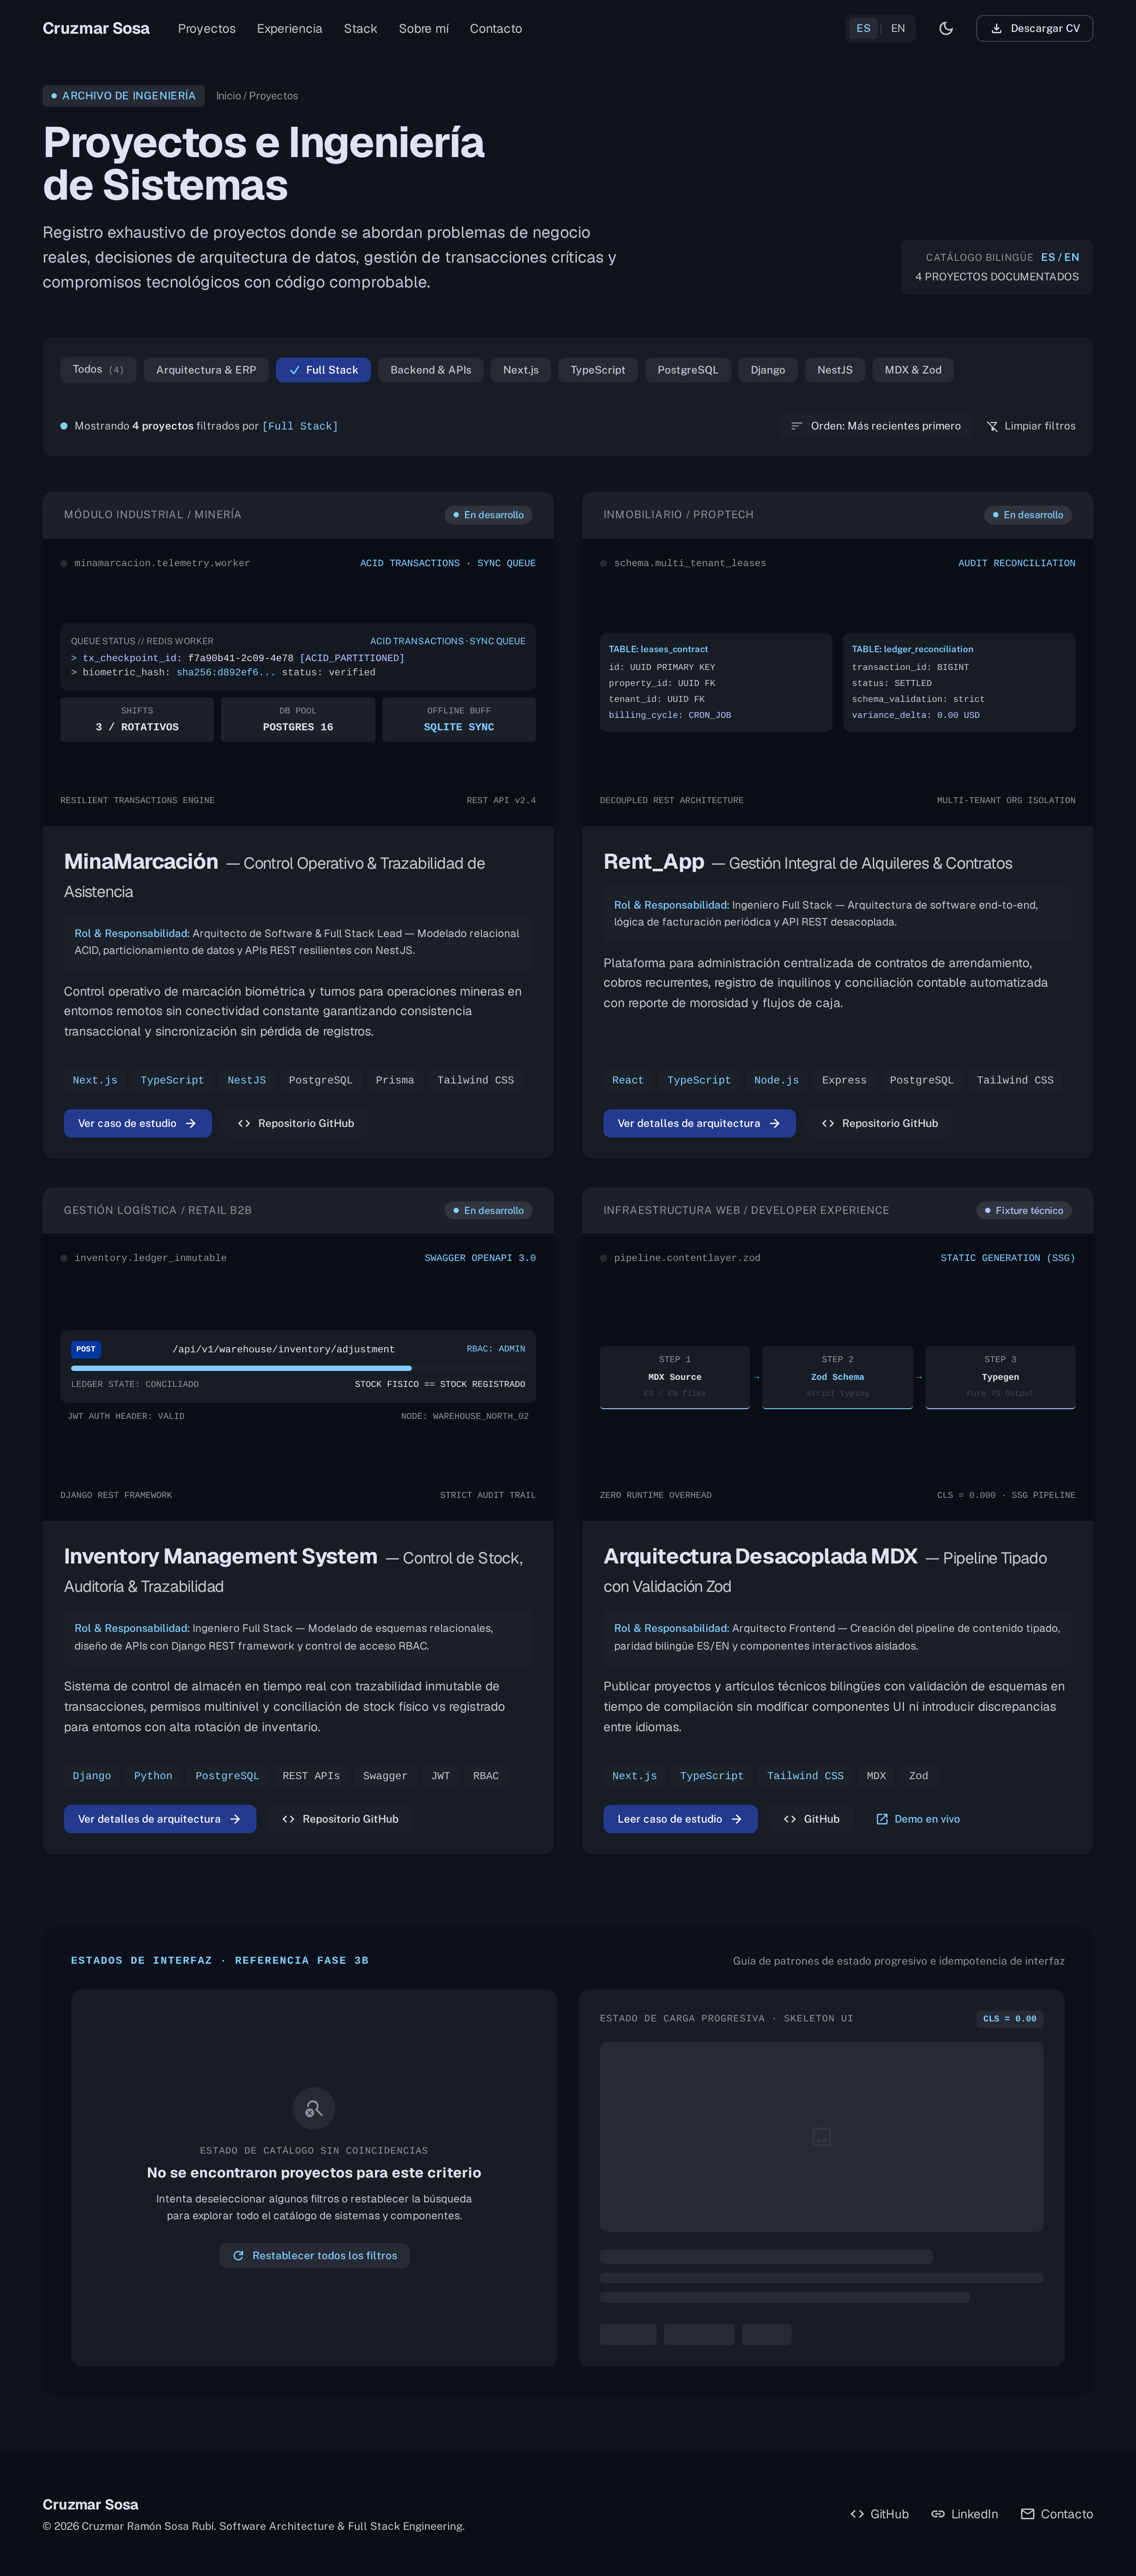 Cruzmar Sosa
Proyectos
Experiencia
Stack
Sobre mí
Contacto
ES | EN
Descargar CV
ARCHIVO DE INGENIERÍA
Inicio / Proyectos
Proyectos e Ingeniería
de Sistemas
Registro exhaustivo de proyectos donde se abordan problemas de negocio
reales, decisiones de arquitectura de datos, gestión de transacciones críticas y
compromisos tecnológicos con código comprobable.
CATÁLOGO BILINGÜE ES / EN
4 PROYECTOS DOCUMENTADOS
Todos (4)
Arquitectura & ERP
Full Stack
Backend & APIs
Next.js
TypeScript
PostgreSQL
Django
NestJS
MDX & Zod
Mostrando 4 proyectos filtrados por [Full Stack]
Orden: Más recientes primero
Limpiar filtros
MÓDULO INDUSTRIAL / MINERÍA
En desarrollo
minamarcacion.telemetry.worker
ACID TRANSACTIONS · SYNC QUEUE
QUEUE STATUS // REDIS WORKER
ACID TRANSACTIONS · SYNC QUEUE
> tx_checkpoint_id: f7a90b41-2c09-4e78 [ACID_PARTITIONED]
> biometric_hash: sha256:d892ef6... status: verified
SHIFTS
3 / ROTATIVOS
DB POOL
POSTGRES 16
OFFLINE BUFF
SQLITE SYNC
RESILIENT TRANSACTIONS ENGINE
REST API v2.4
MinaMarcación — Control Operativo & Trazabilidad de
Asistencia
Rol & Responsabilidad: Arquitecto de Software & Full Stack Lead — Modelado relacional
ACID, particionamiento de datos y APIs REST resilientes con NestJS.
Control operativo de marcación biométrica y turnos para operaciones mineras en
entornos remotos sin conectividad constante garantizando consistencia
transaccional y sincronización sin pérdida de registros.
Next.js
TypeScript
NestJS
PostgreSQL
Prisma
Tailwind CSS
Ver caso de estudio
Repositorio GitHub
INMOBILIARIO / PROPTECH
En desarrollo
schema.multi_tenant_leases
AUDIT RECONCILIATION
TABLE: leases_contract
id: UUID PRIMARY KEY
property_id: UUID FK
tenant_id: UUID FK
billing_cycle: CRON_JOB
TABLE: ledger_reconciliation
transaction_id: BIGINT
status: SETTLED
schema_validation: strict
variance_delta: 0.00 USD
DECOUPLED REST ARCHITECTURE
MULTI-TENANT ORG ISOLATION
Rent_App — Gestión Integral de Alquileres & Contratos
Rol & Responsabilidad: Ingeniero Full Stack — Arquitectura de software end-to-end,
lógica de facturación periódica y API REST desacoplada.
Plataforma para administración centralizada de contratos de arrendamiento,
cobros recurrentes, registro de inquilinos y conciliación contable automatizada
con reporte de morosidad y flujos de caja.
React
TypeScript
Node.js
Express
PostgreSQL
Tailwind CSS
Ver detalles de arquitectura
Repositorio GitHub
GESTIÓN LOGÍSTICA / RETAIL B2B
En desarrollo
inventory.ledger_inmutable
SWAGGER OPENAPI 3.0
POST
/api/v1/warehouse/inventory/adjustment
RBAC: ADMIN
LEDGER STATE: CONCILIADO
STOCK FISICO == STOCK REGISTRADO
JWT AUTH HEADER: VALID
NODE: WAREHOUSE_NORTH_02
DJANGO REST FRAMEWORK
STRICT AUDIT TRAIL
Inventory Management System — Control de Stock,
Auditoría & Trazabilidad
Rol & Responsabilidad: Ingeniero Full Stack — Modelado de esquemas relacionales,
diseño de APIs con Django REST framework y control de acceso RBAC.
Sistema de control de almacén en tiempo real con trazabilidad inmutable de
transacciones, permisos multinivel y conciliación de stock físico vs registrado
para entornos con alta rotación de inventario.
Django
Python
PostgreSQL
REST APIs
Swagger
JWT
RBAC
Ver detalles de arquitectura
Repositorio GitHub
INFRAESTRUCTURA WEB / DEVELOPER EXPERIENCE
Fixture técnico
pipeline.contentlayer.zod
STATIC GENERATION (SSG)
STEP 1
MDX Source
ES / EN files
→
STEP 2
Zod Schema
Strict typing
→
STEP 3
Typegen
Pure TS Output
ZERO RUNTIME OVERHEAD
CLS = 0.000 · SSG PIPELINE
Arquitectura Desacoplada MDX — Pipeline Tipado
con Validación Zod
Rol & Responsabilidad: Arquitecto Frontend — Creación del pipeline de contenido tipado,
paridad bilingüe ES/EN y componentes interactivos aislados.
Publicar proyectos y artículos técnicos bilingües con validación de esquemas en
tiempo de compilación sin modificar componentes UI ni introducir discrepancias
entre idiomas.
Next.js
TypeScript
Tailwind CSS
MDX
Zod
Leer caso de estudio
GitHub
Demo en vivo
ESTADOS DE INTERFAZ · REFERENCIA FASE 3B
Guía de patrones de estado progresivo e idempotencia de interfaz
ESTADO DE CATÁLOGO SIN COINCIDENCIAS
No se encontraron proyectos para este criterio
Intenta deseleccionar algunos filtros o restablecer la búsqueda
para explorar todo el catálogo de sistemas y componentes.
Restablecer todos los filtros
ESTADO DE CARGA PROGRESIVA · SKELETON UI
CLS = 0.00
Cruzmar Sosa
© 2026 Cruzmar Ramón Sosa Rubí. Software Architecture & Full Stack Engineering.
GitHub
LinkedIn
Contacto